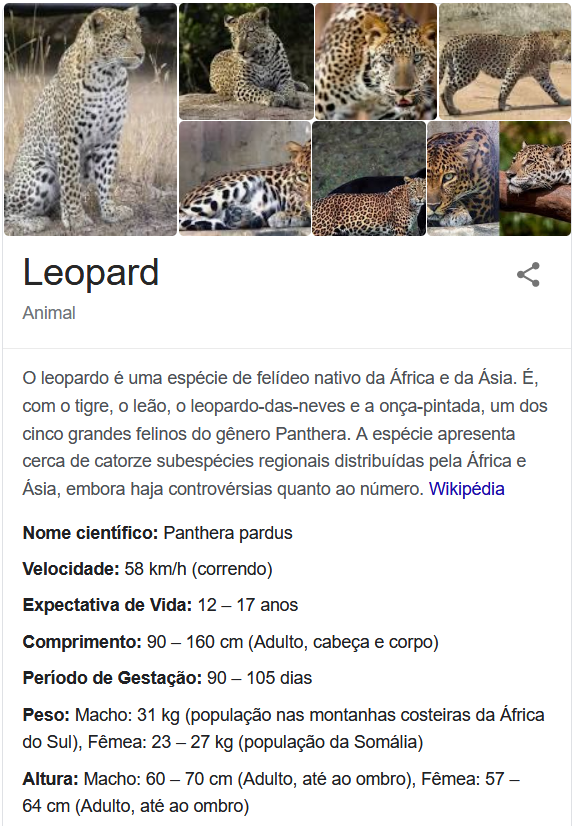 Leopard
Animal
O leopardo é uma espécie de felídeo nativo da África e da Ásia. É,
com o tigre, o leão, o leopardo-das-neves e a onça-pintada, um dos
cinco grandes felinos do gênero Panthera. A espécie apresenta
cerca de catorze subespécies regionais distribuídas pela África e
Ásia, embora haja controvérsias quanto ao número. Wikipédia
Nome científico: Panthera pardus
Velocidade: 58 km/h (correndo)
Expectativa de Vida: 12 – 17 anos
Comprimento: 90 – 160 cm (Adulto, cabeça e corpo)
Período de Gestação: 90 – 105 dias
Peso: Macho: 31 kg (população nas montanhas costeiras da África
do Sul), Fêmea: 23 – 27 kg (população da Somália)
Altura: Macho: 60 – 70 cm (Adulto, até ao ombro), Fêmea: 57 –
64 cm (Adulto, até ao ombro)